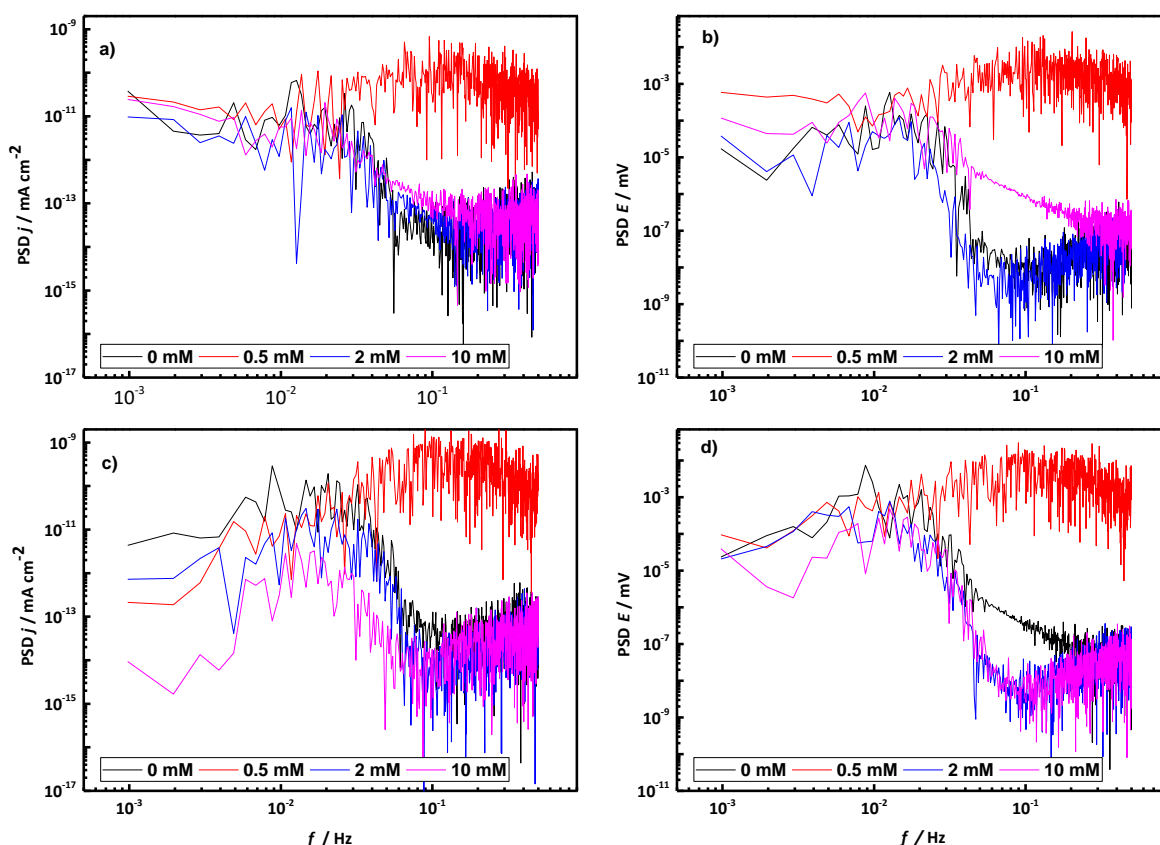 a)
PSD j / mA cm⁻²
10⁻⁹
10⁻¹¹
10⁻¹³
10⁻¹⁵
10⁻¹⁷
0 mM 0.5 mM 2 mM 10 mM
10⁻³ 10⁻² 10⁻¹
b)
PSD E / mV
10⁻³
10⁻⁵
10⁻⁷
10⁻⁹
10⁻¹¹
0 mM 0.5 mM 2 mM 10 mM
10⁻³ 10⁻² 10⁻¹
c)
PSD j / mA cm⁻²
10⁻⁹
10⁻¹¹
10⁻¹³
10⁻¹⁵
10⁻¹⁷
0 mM 0.5 mM 2 mM 10 mM
10⁻³ 10⁻² 10⁻¹
f / Hz
d)
PSD E / mV
10⁻³
10⁻⁵
10⁻⁷
10⁻⁹
10⁻¹¹
0 mM 0.5 mM 2 mM 10 mM
10⁻³ 10⁻² 10⁻¹
f / Hz